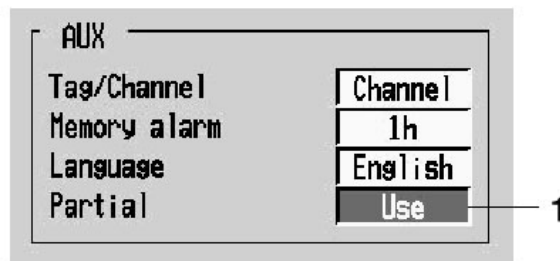 AUX
Tag/Channel Channel
Memory alarm 1h
Language English
Partial Use 1